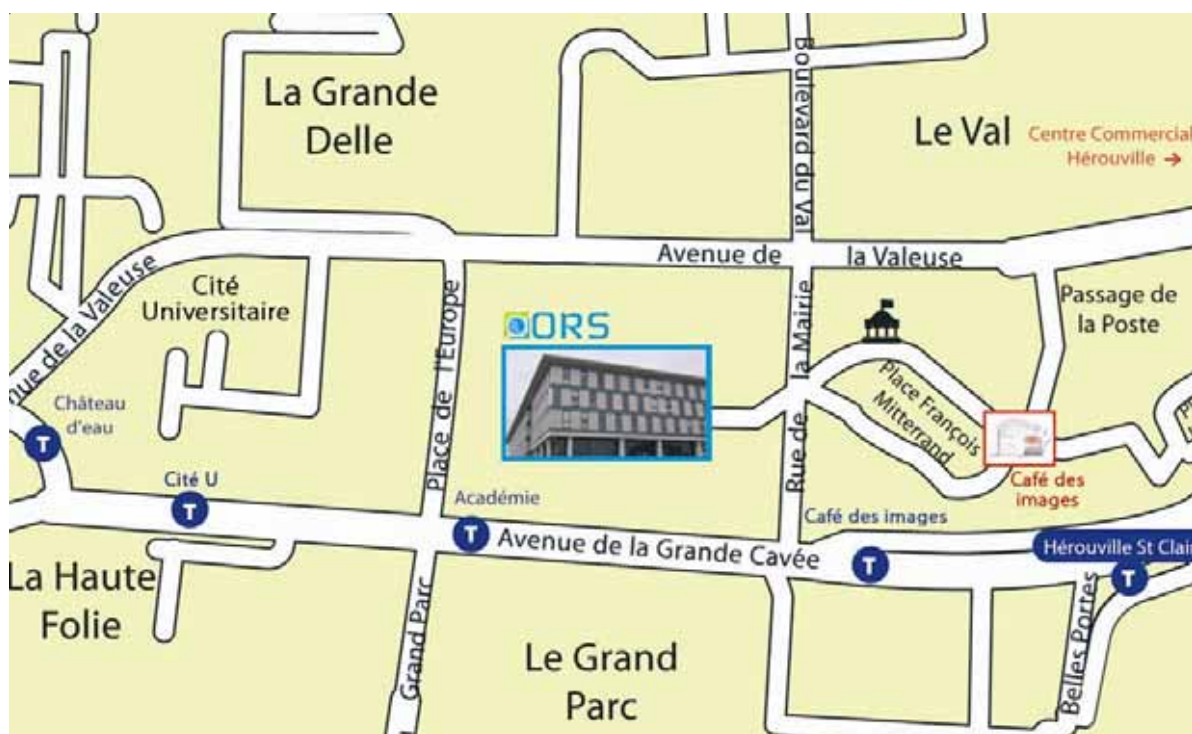 La Grande
Delle
Boulevard du Val
Le Val
Centre Commercial
Hérouville →
Avenue de la Valeuse
Avenue de la Valeuse
Cité
Universitaire
Place de l'Europe
ORS
Rue de la Mairie
Passage de
la Poste
Place François
Mitterrand
Château
d'eau
T
Cité U
T
Académie
T
Café des images
T
Café des
images
Avenue de la Grande Cavée
Hérouville St Clair
T
La Haute
Folie
Grand Parc
Le Grand
Parc
Belles Portes